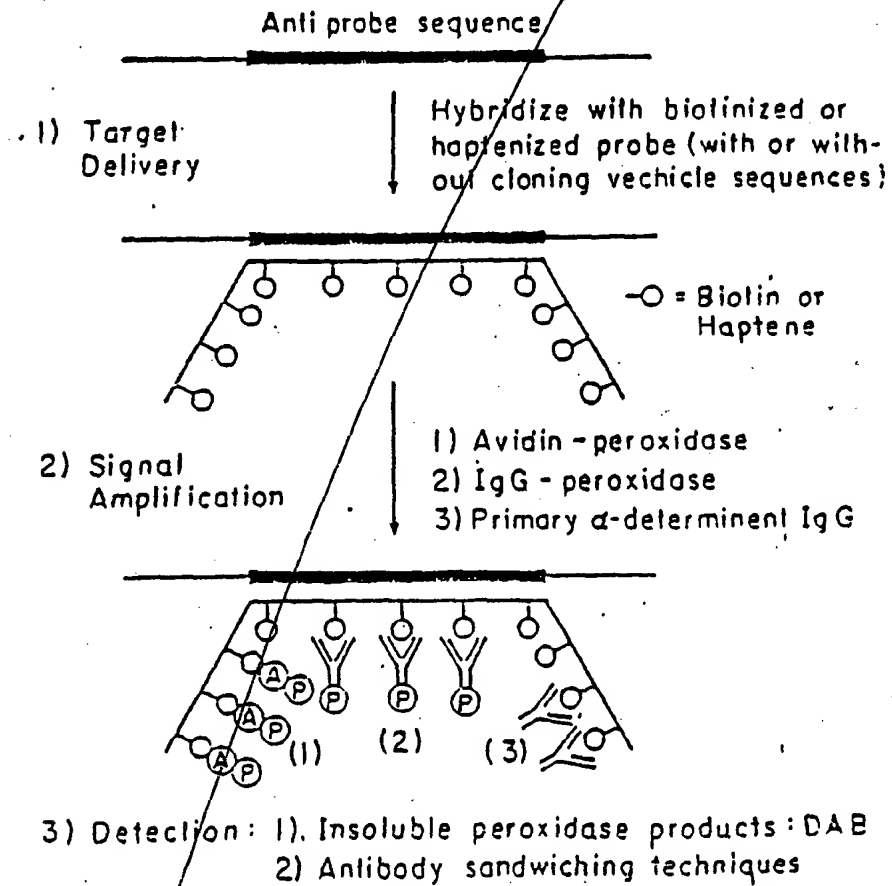 Anti probe sequence
1) Target
Delivery
Hybridize with biotinized or
haptenized probe (with or with-
out cloning vechicle sequences)
-O = Biotin or
Haptene
2) Signal
Amplification
1) Avidin - peroxidase
2) IgG - peroxidase
3) Primary α-determinent IgG
A P
A P
A P
P
P
P
(1)
(2)
(3)
3) Detection: 1). Insoluble peroxidase products: DAB
2) Antibody sandwiching techniques